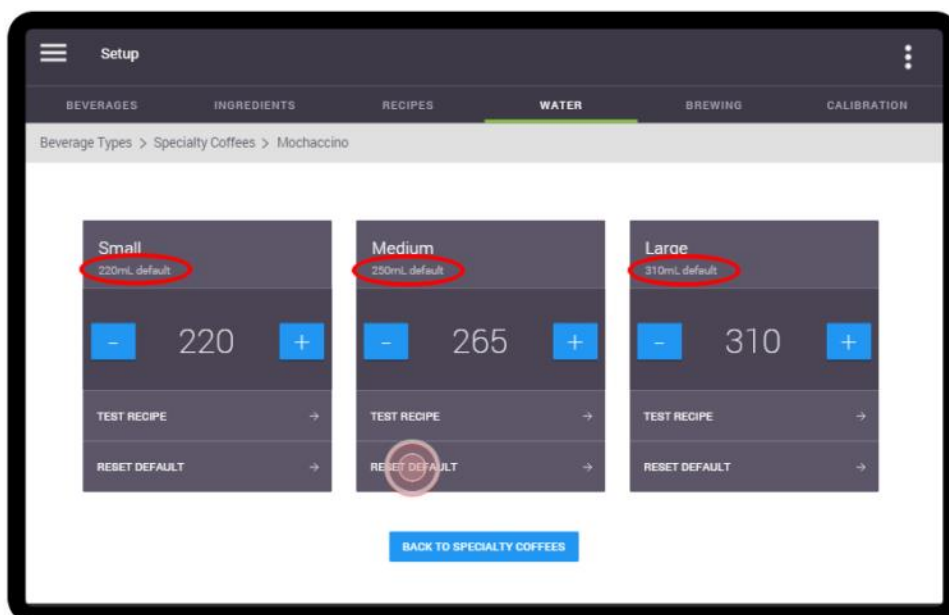 Setup
BEVERAGES INGREDIENTS RECIPES WATER BREWING CALIBRATION
Beverage Types > Specialty Coffees > Mochaccino
Small
220mL default
- 220 +
TEST RECIPE →
RESET DEFAULT →
Medium
250mL default
- 265 +
TEST RECIPE →
RESET DEFAULT →
Large
310mL default
- 310 +
TEST RECIPE →
RESET DEFAULT →
BACK TO SPECIALTY COFFEES